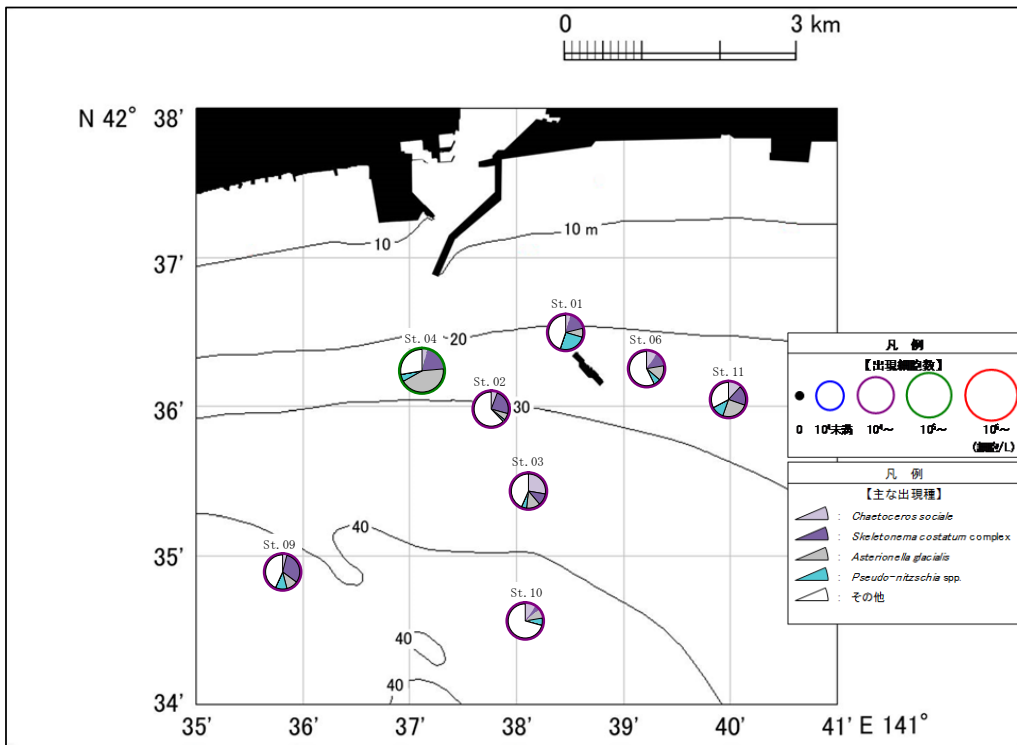 0 3 km
N 42° 38'
10
10 m
37'
St.01
20
St.04
St.06
St.11
St.02
36'
30
St.03
40
35'
St.09
St.10
40
40
34'
35' 36' 37' 38' 39' 40' 41' E 141°
凡 例
【出現細胞数】
0 10⁴未満 10⁴~ 10⁵~ 10⁶~
(細胞/L)
凡 例
【主な出現種】
: Chaetoceros sociale
: Skeletonema costatum complex
: Asterionella glacialis
: Pseudo-nitzschia spp.
: その他